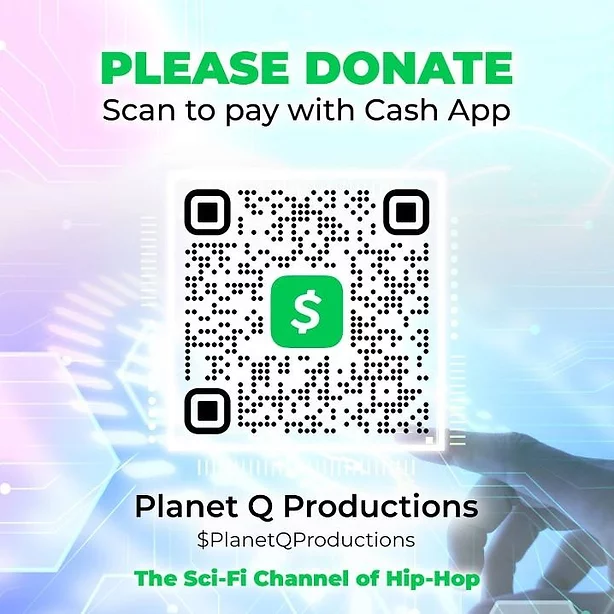 PLEASE DONATE
Scan to pay with Cash App
$
Planet Q Productions
$PlanetQProductions
The Sci-Fi Channel of Hip-Hop